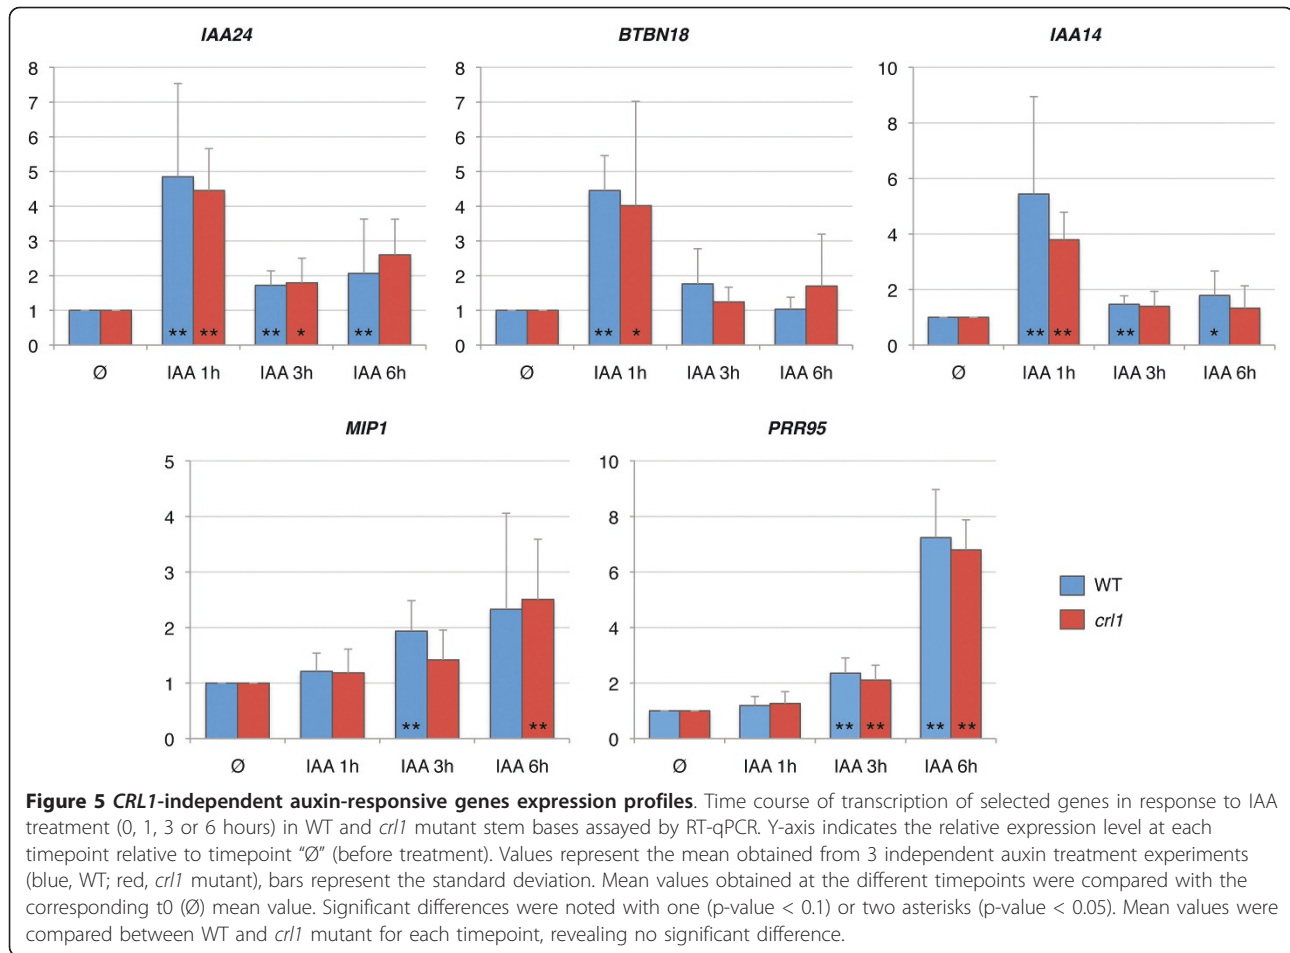 IAA24 BTBN18 IAA14
8 8 10
7 7
6 6 8
5 5 6
4 4
3 3 4
2 2 2
1 1
** ** ** * ** ** * ** ** ** *
0 0 0
Ø IAA 1h IAA 3h IAA 6h Ø IAA 1h IAA 3h IAA 6h Ø IAA 1h IAA 3h IAA 6h
MIP1 PRR95
5 10
4 8
3 6
WT
2 4
crl1
1 2
** ** ** ** ** **
0 0
Ø IAA 1h IAA 3h IAA 6h Ø IAA 1h IAA 3h IAA 6h
Figure 5 CRL1-independent auxin-responsive genes expression profiles. Time course of transcription of selected genes in response to IAA
treatment (0, 1, 3 or 6 hours) in WT and crl1 mutant stem bases assayed by RT-qPCR. Y-axis indicates the relative expression level at each
timepoint relative to timepoint “Ø” (before treatment). Values represent the mean obtained from 3 independent auxin treatment experiments
(blue, WT; red, crl1 mutant), bars represent the standard deviation. Mean values obtained at the different timepoints were compared with the
corresponding t0 (Ø) mean value. Significant differences were noted with one (p-value < 0.1) or two asterisks (p-value < 0.05). Mean values were
compared between WT and crl1 mutant for each timepoint, revealing no significant difference.